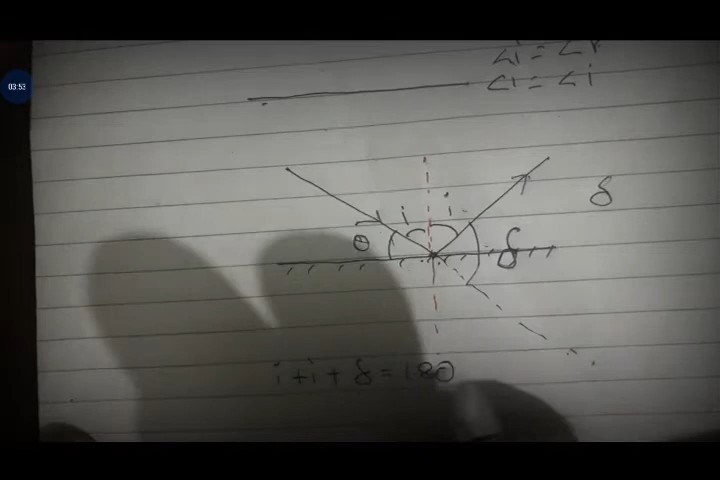 03:53
∠i = ∠r
∠i = ∠i
i i
δ
θ
δ
i + i + δ = 180